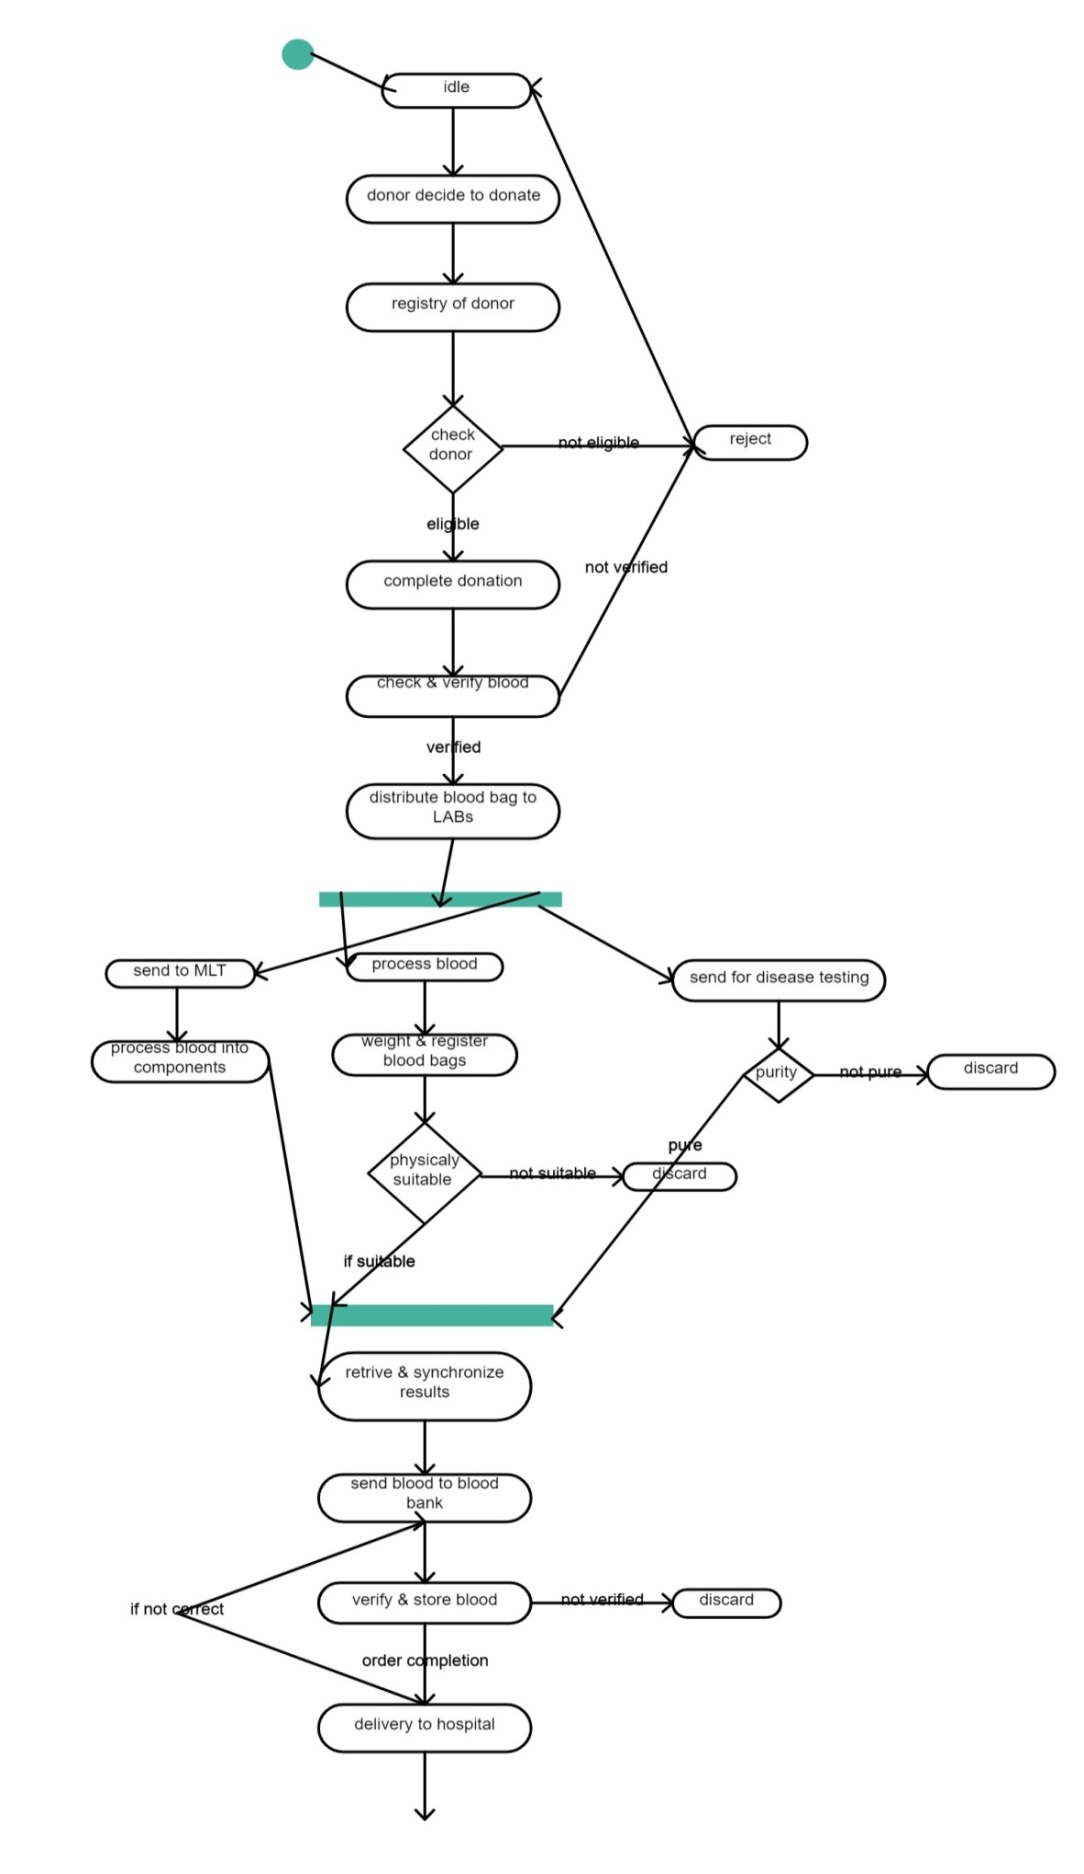 idle
donor decide to donate
registry of donor
check
donor
not eligible
reject
eligible
complete donation
not verified
check & verify blood
verified
distribute blood bag to
LABs
send to MLT
process blood
send for disease testing
process blood into
components
weight & register
blood bags
purity
not pure
discard
pure
physicaly
suitable
not suitable
discard
if suitable
retrive & synchronize
results
send blood to blood
bank
if not correct
verify & store blood
not verified
discard
order completion
delivery to hospital